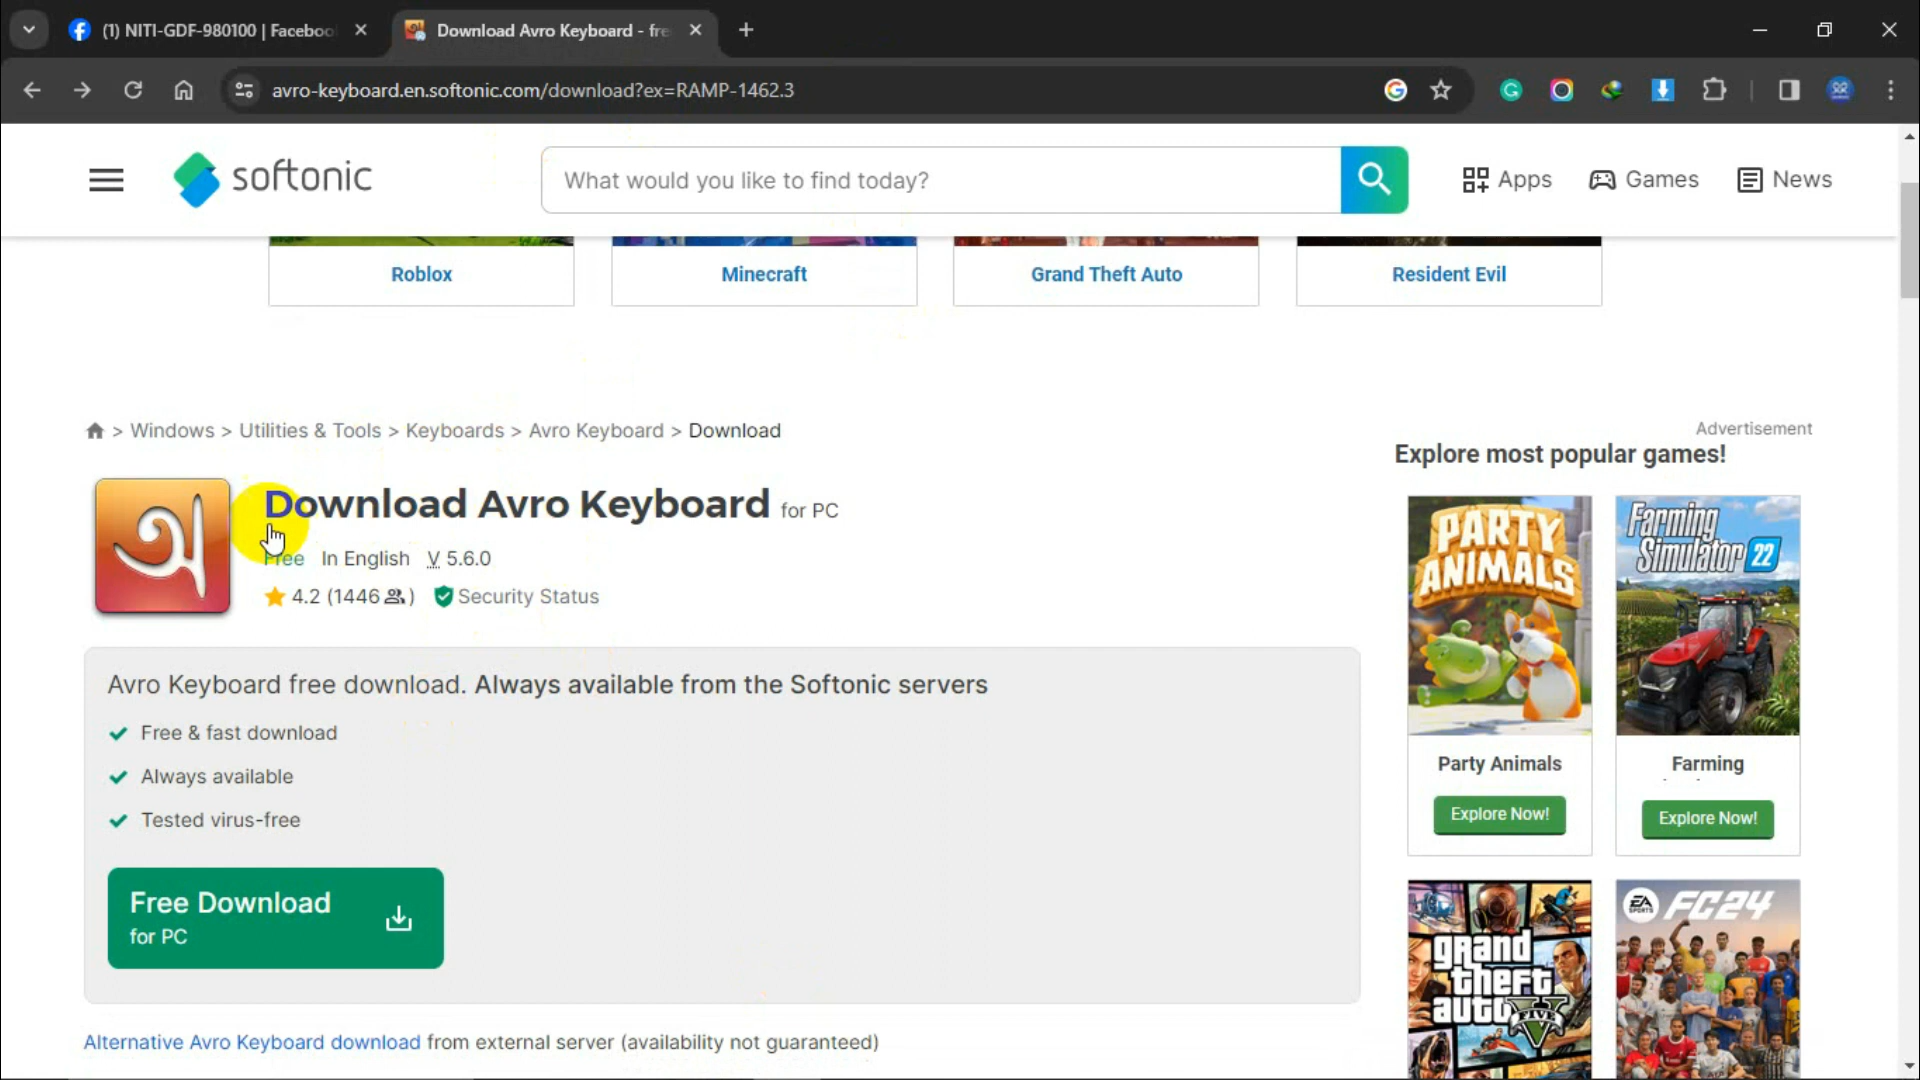 (1) NITI-GDF-980100 | Faceboo
Download Avro Keyboard - fre
avro-keyboard.en.softonic.com/download?ex=RAMP-1462.3
softonic
What would you like to find today?
Apps
Games
News
Roblox
Minecraft
Grand Theft Auto
Resident Evil
> Windows > Utilities & Tools > Keyboards > Avro Keyboard > Download
Advertisement
Explore most popular games!
অ
Download Avro Keyboard for PC
Free In English V 5.6.0
4.2 (1446)
Security Status
PARTY ANIMALS
Farming Simulator 22
Avro Keyboard free download. Always available from the Softonic servers
Free & fast download
Always available
Tested virus-free
Party Animals
Farming
Explore Now!
Explore Now!
Free Download
for PC
grand theft auto V
FIVE
EA SPORTS FC24
Alternative Avro Keyboard download from external server (availability not guaranteed)